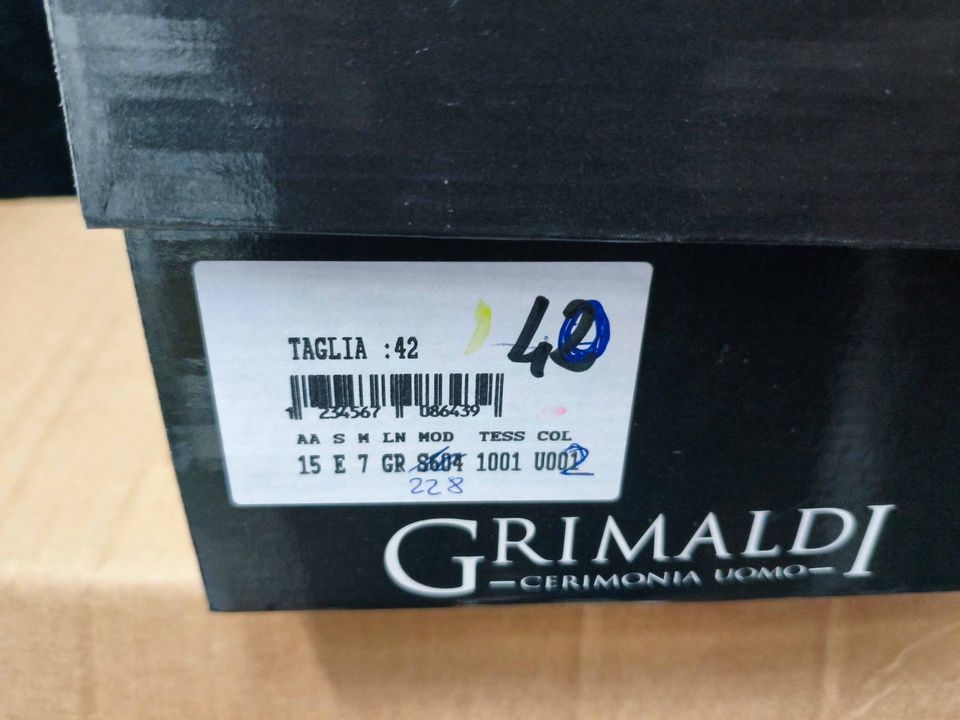 TAGLIA :42
40
1 234567 086439
AA S M LN MOD TESS COL
15 E 7 GR S604 1001 U002
228
GRIMALDI
CERIMONIA UOMO